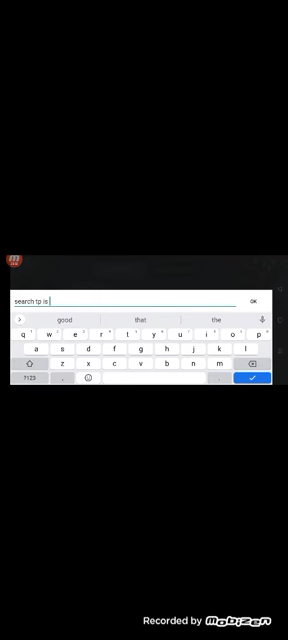 search tp is
OK
good that the
q w e r t y u i o p
a s d f g h j k l
z x c v b n m
?123 , .
Recorded by Mobizen